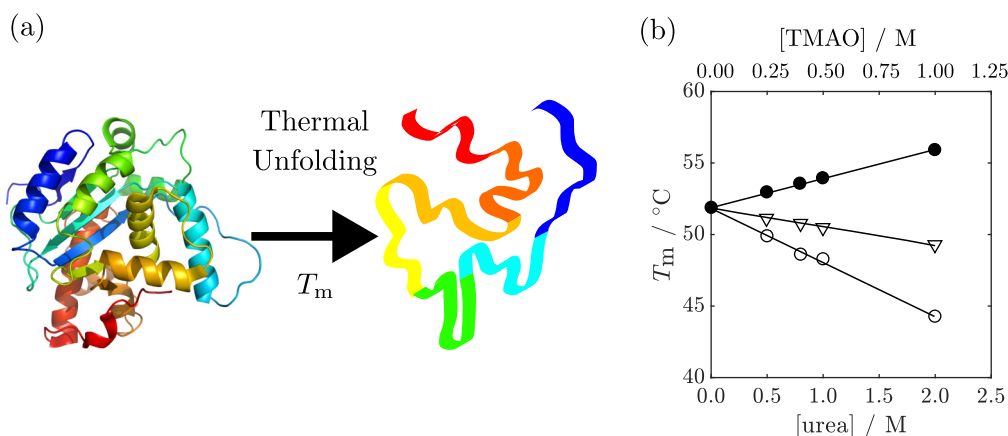 (a)
Thermal
Unfolding
Tm
(b)
[TMAO] / M
0.00 0.25 0.50 0.75 1.00 1.25
60
55
50
45
40
Tm / °C
0.0 0.5 1.0 1.5 2.0 2.5
[urea] / M